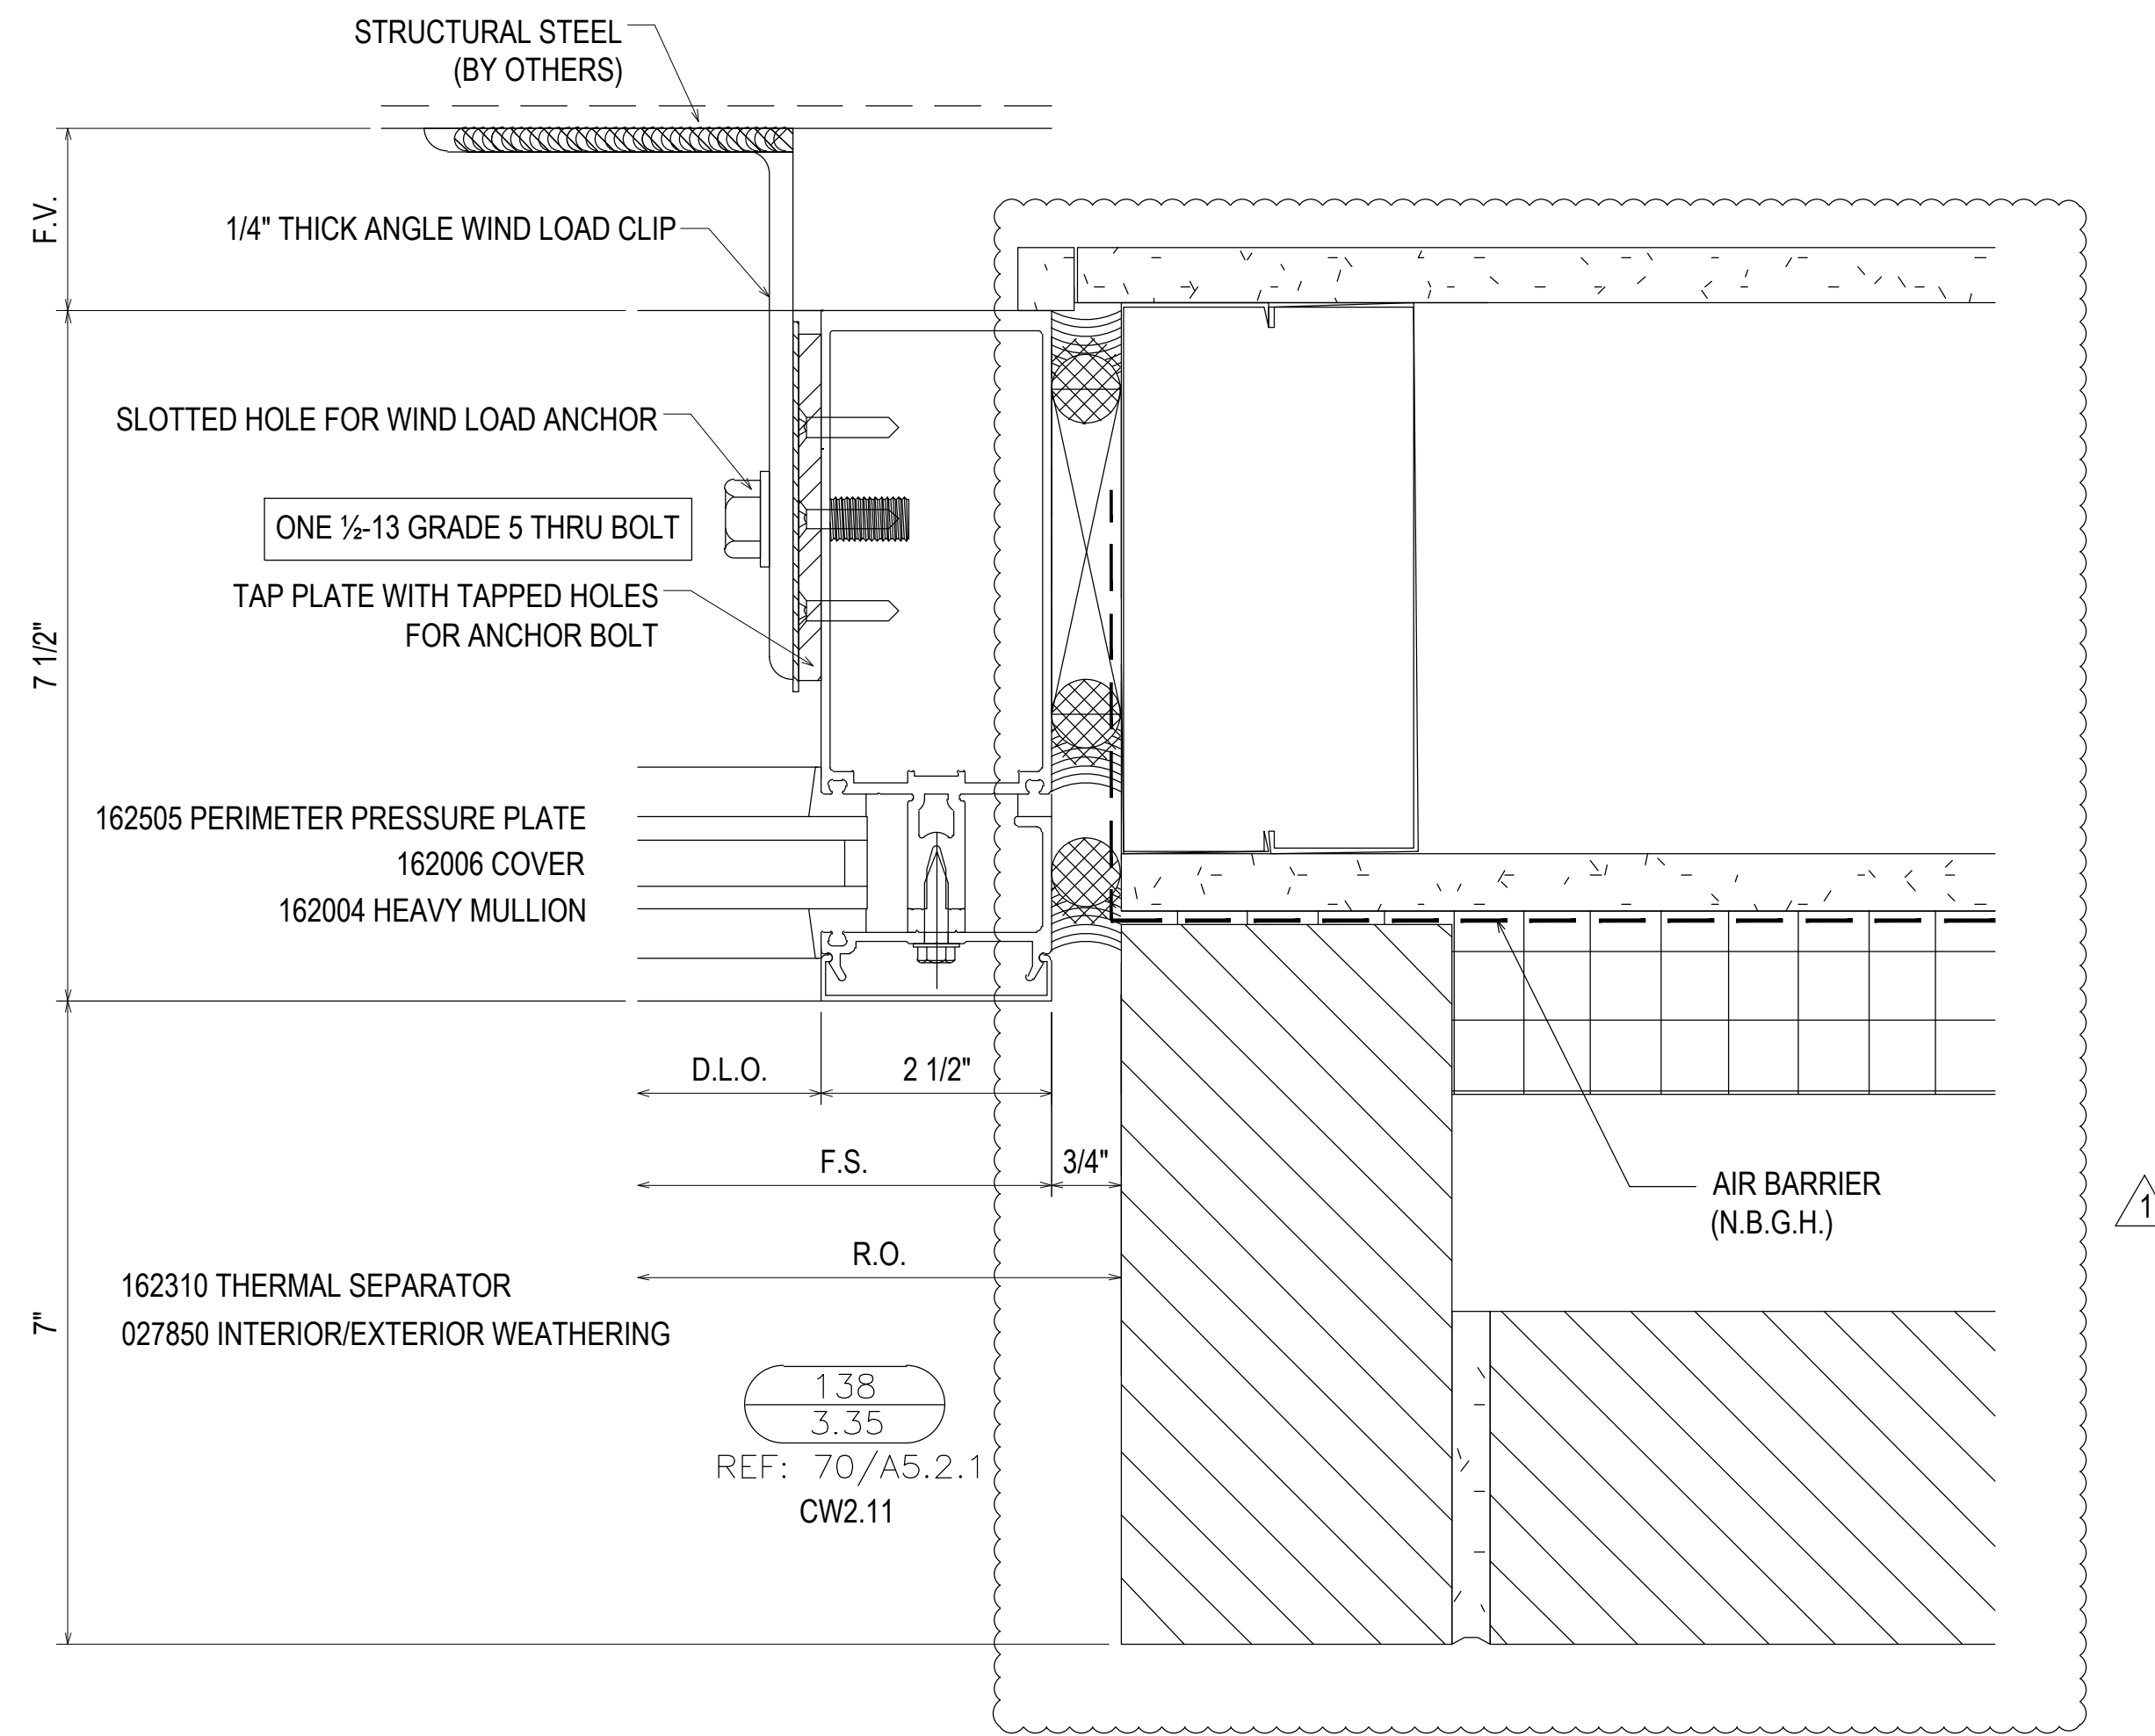 STRUCTURAL STEEL
(BY OTHERS)
F.V.
1/4" THICK ANGLE WIND LOAD CLIP
SLOTTED HOLE FOR WIND LOAD ANCHOR
ONE ½-13 GRADE 5 THRU BOLT
TAP PLATE WITH TAPPED HOLES
FOR ANCHOR BOLT
7 1/2"
162505 PERIMETER PRESSURE PLATE
162006 COVER
162004 HEAVY MULLION
D.L.O.
2 1/2"
F.S.
3/4"
R.O.
AIR BARRIER
(N.B.G.H.)
1
162310 THERMAL SEPARATOR
027850 INTERIOR/EXTERIOR WEATHERING
7"
138
3.35
REF: 70/A5.2.1
CW2.11